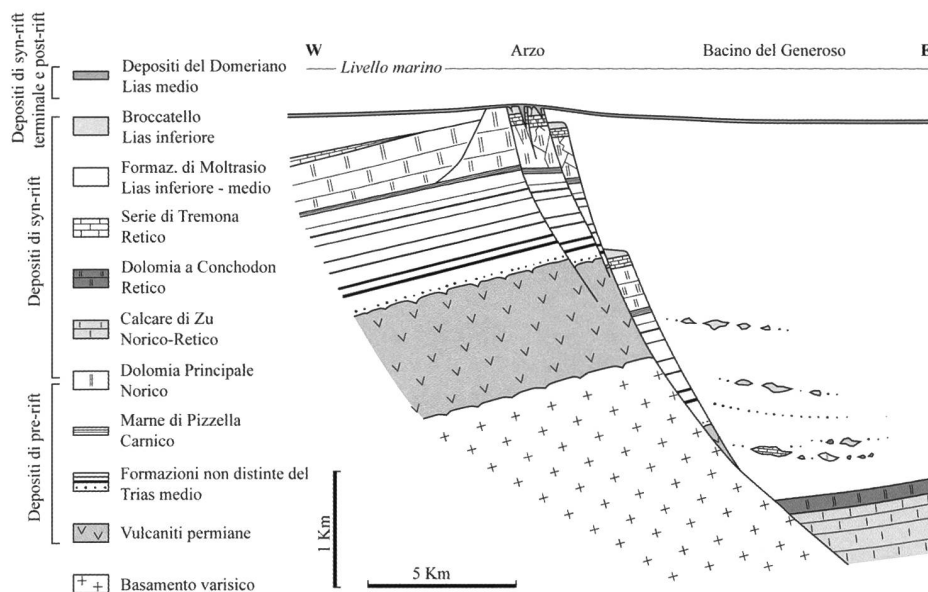 Depositi di syn-rift
terminale e post-rift
Depositi di syn-rift
Depositi di pre-rift
Depositi del Domeriano
Lias medio
Broccatello
Lias inferiore
Formaz. di Moltrasio
Lias inferiore - medio
Serie di Tremona
Retico
Dolomia a Conchodon
Retico
Calcare di Zu
Norico-Retico
Dolomia Principale
Norico
Marne di Pizzella
Carnico
Formazioni non distinte del
Trias medio
Vulcaniti permiane
Basamento varisico
W
Arzo
Bacino del Generoso
E
Livello marino
1 Km
5 Km